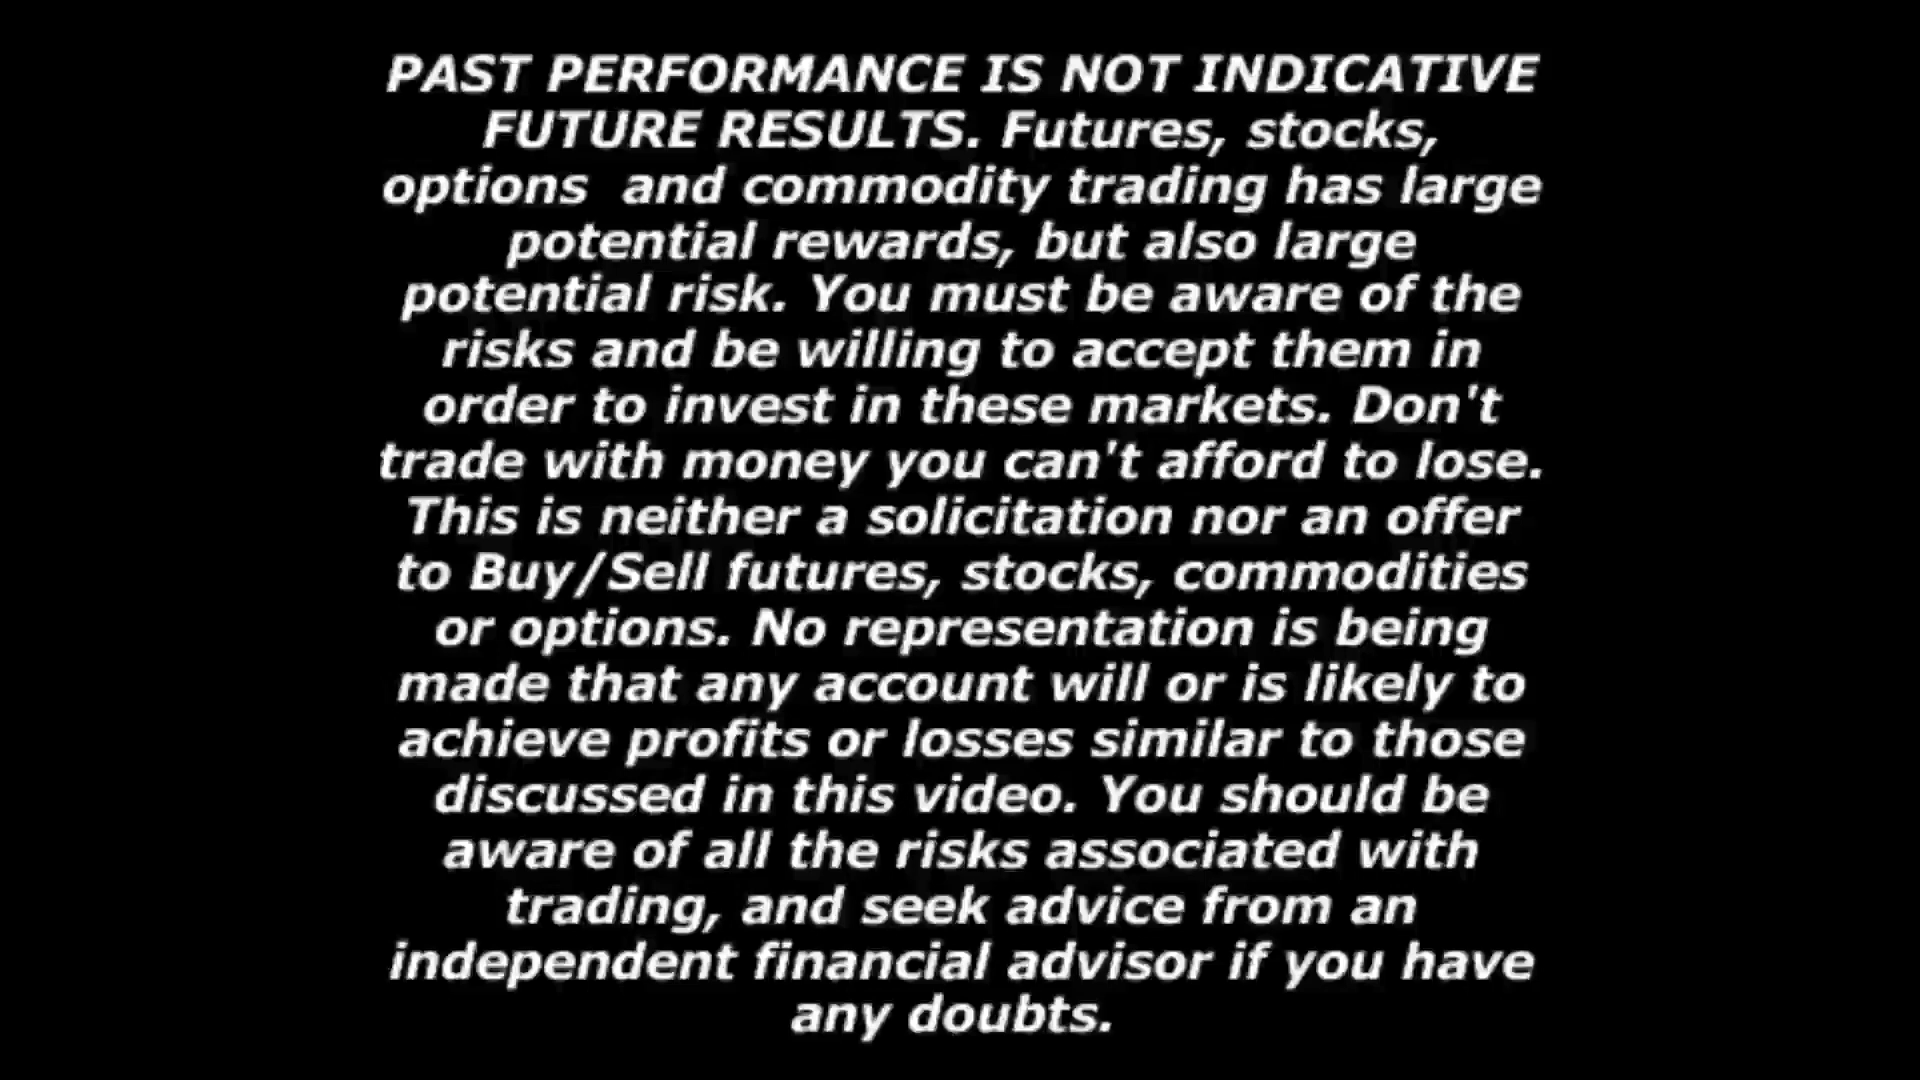 PAST PERFORMANCE IS NOT INDICATIVE
FUTURE RESULTS. Futures, stocks,
options  and commodity trading has large
potential rewards, but also large
potential risk. You must be aware of the
risks and be willing to accept them in
order to invest in these markets. Don't
trade with money you can't afford to lose.
This is neither a solicitation nor an offer
to Buy/Sell futures, stocks, commodities
or options. No representation is being
made that any account will or is likely to
achieve profits or losses similar to those
discussed in this video. You should be
aware of all the risks associated with
trading, and seek advice from an
independent financial advisor if you have
any doubts.